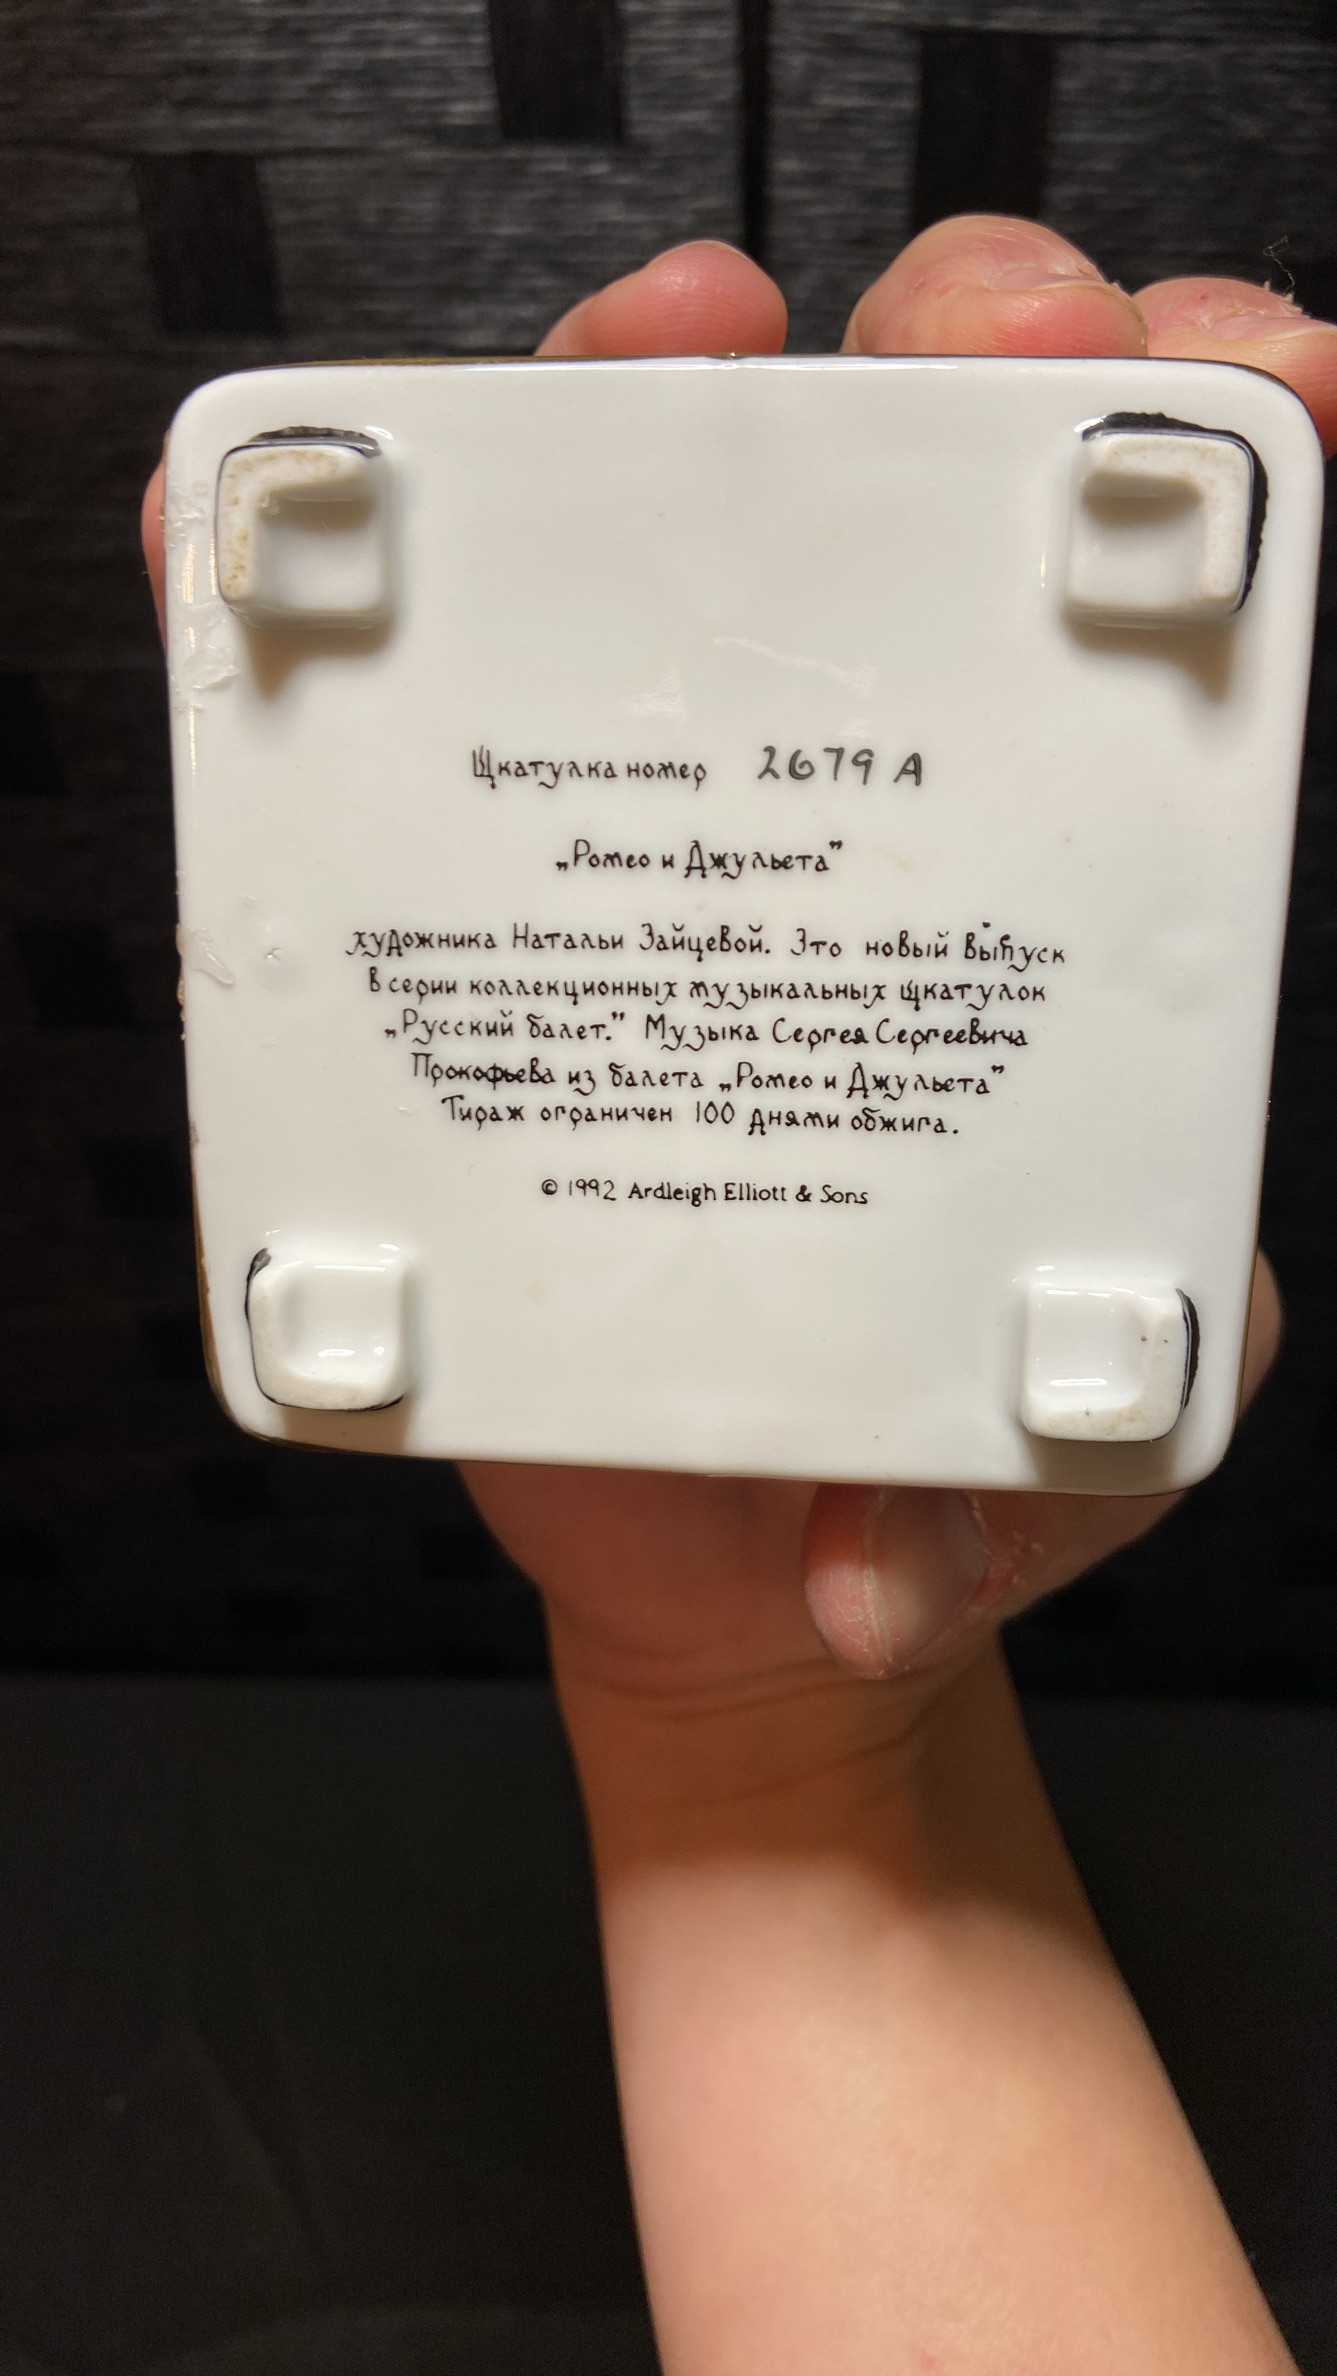 Щкатулка номер 2679 A
„Ромео и Джульета”
художника Натальи Зайцевой. Это новый выпуск
в серии коллекционных музыкальных щкатулок
„Русский балет.” Музыка Сергея Сергеевича
Прокофьева из балета „Ромео и Джульета”
Тираж ограничен 100 днями обжига.
© 1992 Ardleigh Elliott & Sons